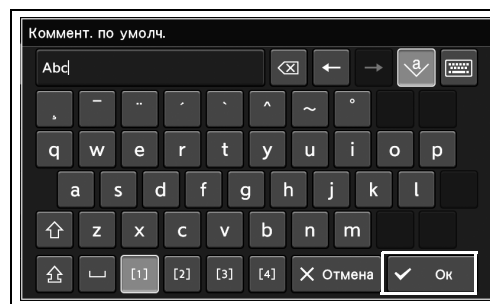 Коммент. по умолч.
Abc
a
¸ ¯ ¨ ´ ` ^ ~ °
q w e r t y u i o p
a s d f g h j k l
z x c v b n m
[1] [2] [3] [4] Отмена Ок